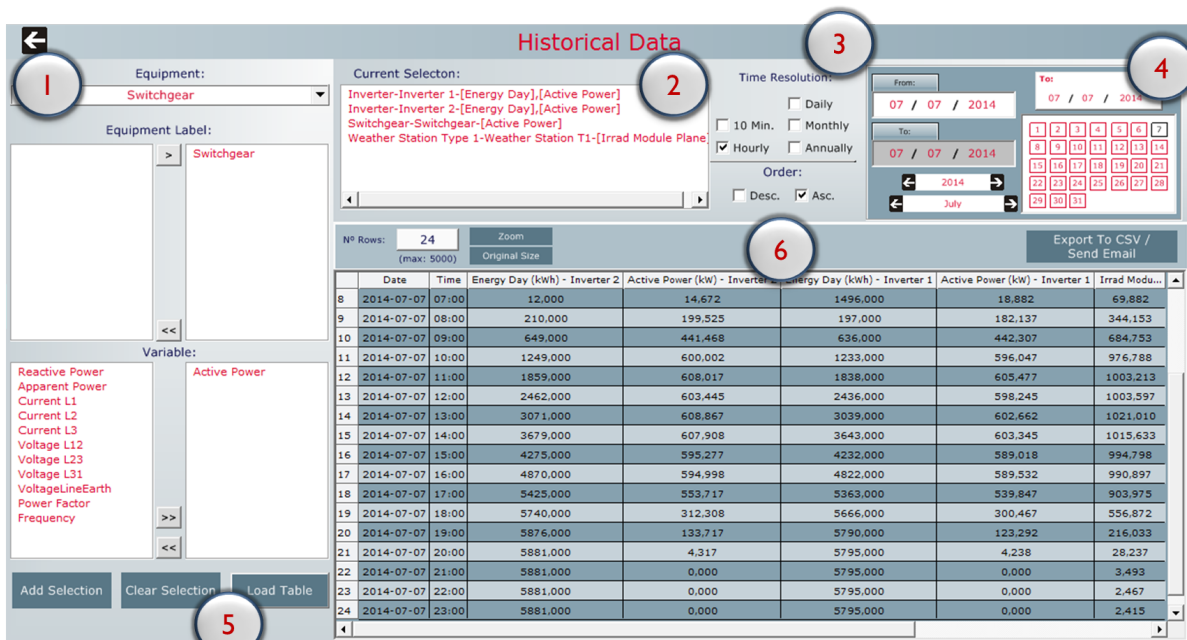 Historical Data
1
2
3
4
Equipment:
Switchgear
Equipment Label:
>
Switchgear
<<
Variable:
Reactive Power
Apparent Power
Current L1
Current L2
Current L3
Voltage L12
Voltage L23
Voltage L31
VoltageLineEarth
Power Factor
Frequency
>>
<<
Active Power
Add Selection
Clear Selection
Load Table
5
Current Selecton:
Inverter-Inverter 1-[Energy Day],[Active Power]
Inverter-Inverter 2-[Energy Day],[Active Power]
Switchgear-Switchgear-[Active Power]
Weather Station Type 1-Weather Station T1-[Irrad Module Plane]
Time Resolution:
Daily
10 Min. Monthly
Hourly Annually
Order:
Desc. Asc.
From:
07 / 07 / 2014
To:
07 / 07 / 2014
2014
July
To:
07 / 07 / 2014
1 2 3 4 5 6 7
8 9 10 11 12 13 14
15 16 17 18 19 20 21
22 23 24 25 26 27 28
29 30 31
Nº Rows: 24
(max: 5000)
Zoom
Original Size
6
Export To CSV /
Send Email
Date Time Energy Day (kWh) - Inverter 2 Active Power (kW) - Inverter Energy Day (kWh) - Inverter 1 Active Power (kW) - Inverter 1 Irrad Modu...
8 2014-07-07 07:00 12,000 14,672 1496,000 18,882 69,882
9 2014-07-07 08:00 210,000 199,525 197,000 182,137 344,153
10 2014-07-07 09:00 649,000 441,468 636,000 442,307 684,753
11 2014-07-07 10:00 1249,000 600,002 1233,000 596,047 976,788
12 2014-07-07 11:00 1859,000 608,017 1838,000 605,477 1003,213
13 2014-07-07 12:00 2462,000 603,445 2436,000 598,245 1003,597
14 2014-07-07 13:00 3071,000 608,867 3039,000 602,662 1021,010
15 2014-07-07 14:00 3679,000 607,908 3643,000 603,345 1015,633
16 2014-07-07 15:00 4275,000 595,277 4232,000 589,018 994,798
17 2014-07-07 16:00 4870,000 594,998 4822,000 589,532 990,897
18 2014-07-07 17:00 5425,000 553,717 5363,000 539,847 903,975
19 2014-07-07 18:00 5740,000 312,308 5666,000 300,467 556,872
20 2014-07-07 19:00 5876,000 133,717 5790,000 123,292 216,033
21 2014-07-07 20:00 5881,000 4,317 5795,000 4,238 28,237
22 2014-07-07 21:00 5881,000 0,000 5795,000 0,000 3,493
23 2014-07-07 22:00 5881,000 0,000 5795,000 0,000 2,467
24 2014-07-07 23:00 5881,000 0,000 5795,000 0,000 2,415